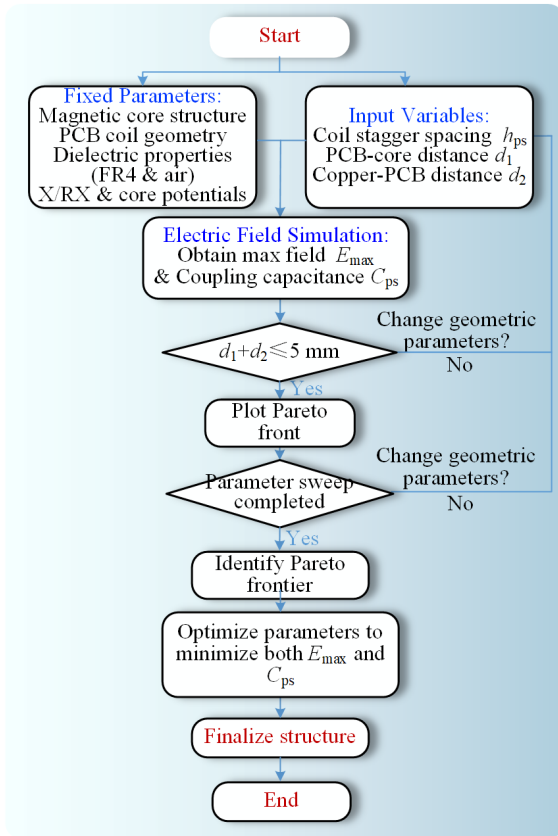 Start
Fixed Parameters:
Magnetic core structure
PCB coil geometry
Dielectric properties
(FR4 & air)
X/RX & core potentials
Input Variables:
Coil stagger spacing hps
PCB-core distance d1
Copper-PCB distance d2
Electric Field Simulation:
Obtain max field Emax
& Coupling capacitance Cps
d1+d2≤5 mm
Change geometric
parameters?
No
Yes
Plot Pareto
front
Parameter sweep
completed
Change geometric
parameters?
No
Yes
Identify Pareto
frontier
Optimize parameters to
minimize both Emax and
Cps
Finalize structure
End